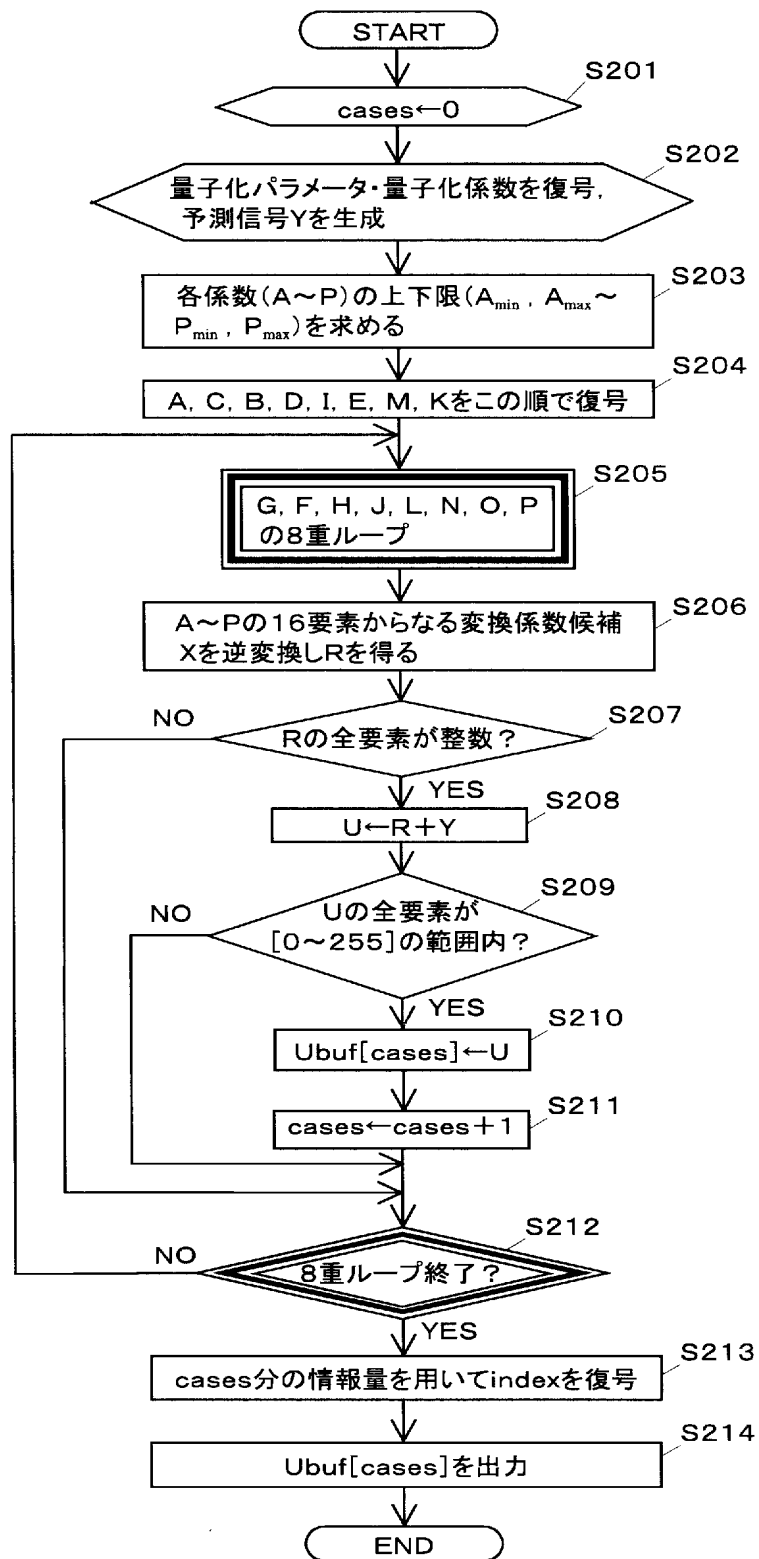 START
S201
cases←0
S202
量子化パラメータ・量子化係数を復号,
予測信号Yを生成
S203
各係数(A～P)の上下限(Amin , Amax～
Pmin , Pmax)を求める
S204
A, C, B, D, I, E, M, Kをこの順で復号
S205
G, F, H, J, L, N, O, P
の8重ループ
S206
A～Pの16要素からなる変換係数候補
Xを逆変換しRを得る
S207
NO
Rの全要素が整数？
YES
S208
U←R＋Y
S209
NO
Uの全要素が
[0～255]の範囲内？
YES
S210
Ubuf[cases]←U
S211
cases←cases＋1
S212
NO
8重ループ終了？
YES
S213
cases分の情報量を用いてindexを復号
S214
Ubuf[cases]を出力
END